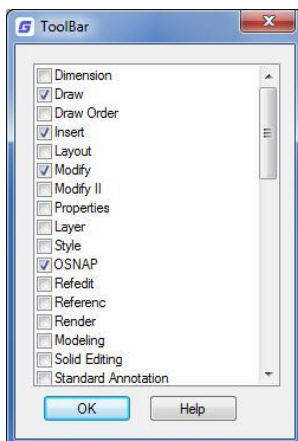 ToolBar
Dimension
Draw
Draw Order
Insert
Layout
Modify
Modify II
Properties
Layer
Style
OSNAP
Refedit
Referenc
Render
Modeling
Solid Editing
Standard Annotation
OK Help